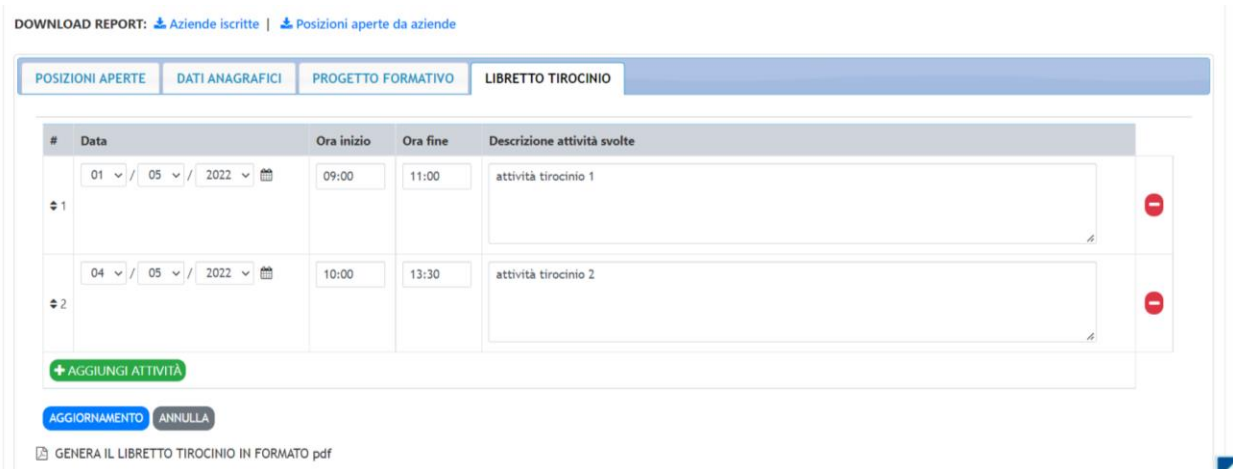 DOWNLOAD REPORT: Aziende iscritte | Posizioni aperte da aziende
POSIZIONI APERTE DATI ANAGRAFICI PROGETTO FORMATIVO LIBRETTO TIROCINIO
# Data Ora inizio Ora fine Descrizione attività svolte
1 01 / 05 / 2022 09:00 11:00 attività tirocinio 1
2 04 / 05 / 2022 10:00 13:30 attività tirocinio 2
AGGIUNGI ATTIVITÀ
AGGIORNAMENTO ANNULLA
GENERA IL LIBRETTO TIROCINIO IN FORMATO pdf